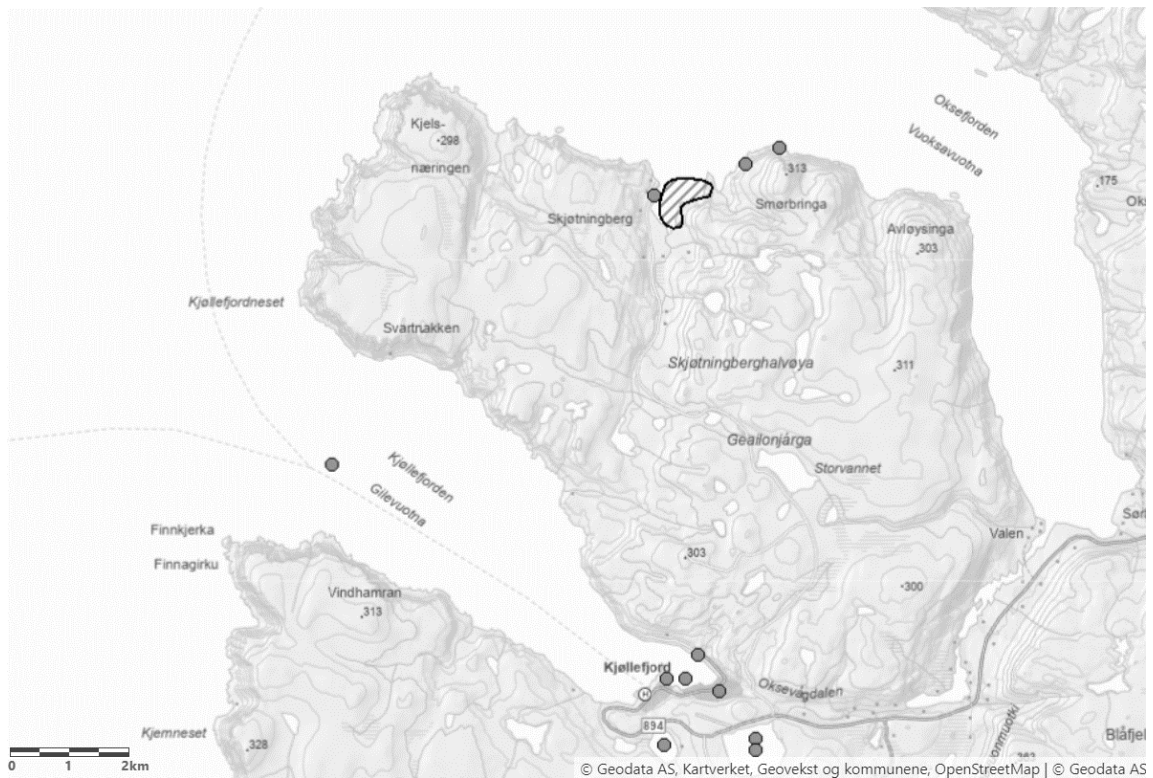 Oksefjorden
Vuoksavuotna
Kjels-
298
næringen
313
175
Smørbringa
Skjøtningberg
Avløysinga
303
Kjøllefjordneset
Svartnakken
Skjøtningberghalvøya
311
Geailonjárga
Storvannet
Kjøllefjorden
Gilevuotna
Finnkjerka
Finnagirku
Valen
303
300
Vindhamran
313
Kjøllefjord
H
Oksevågdalen
894
Kjemneset
328
0 1 2km
© Geodata AS, Kartverket, Geovekst og kommunene, OpenStreetMap | © Geodata AS